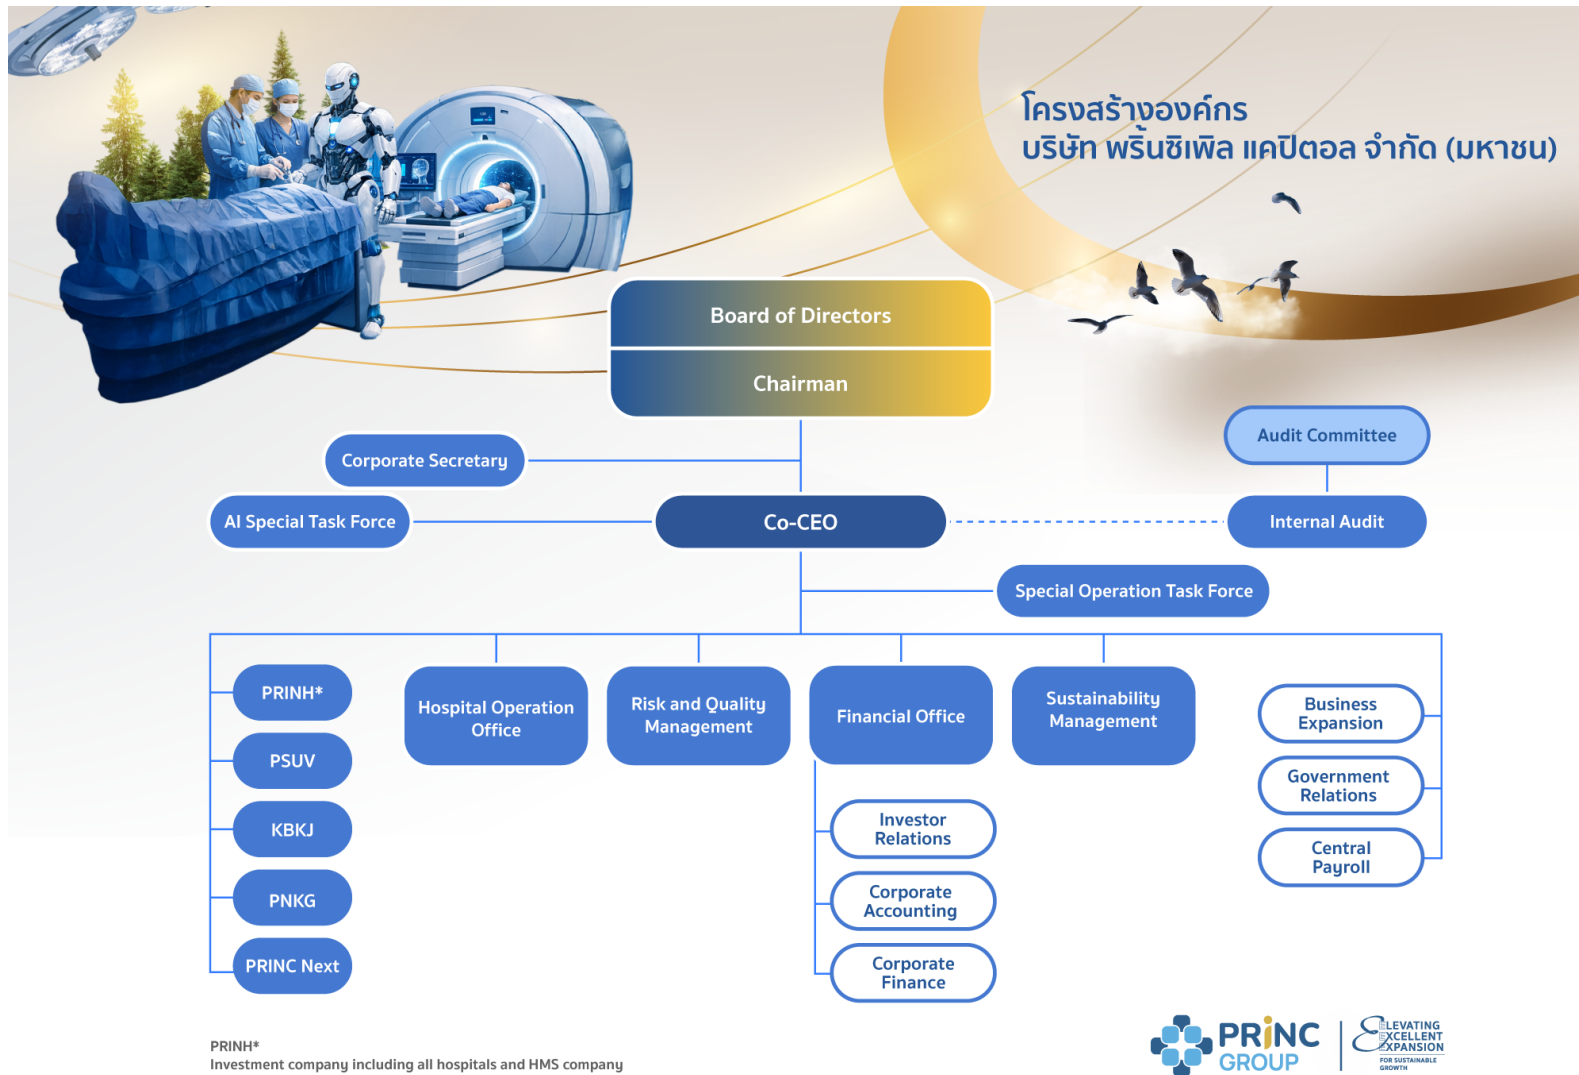 โครงสร้างองค์กร
บริษัท พริ้นซิเพิล แคปิตอล จำกัด (มหาชน)
Board of Directors
Chairman
Audit Committee
Corporate Secretary
AI Special Task Force
Co-CEO
Internal Audit
Special Operation Task Force
PRINH*
PSUV
KBKJ
PNKG
PRINC Next
Hospital Operation
Office
Risk and Quality
Management
Financial Office
Investor
Relations
Corporate
Accounting
Corporate
Finance
Sustainability
Management
Business
Expansion
Government
Relations
Central
Payroll
PRINH*
Investment company including all hospitals and HMS company
PRiNC
GROUP
ELEVATING
EXCELLENT
EXPANSION
FOR SUSTAINABLE
GROWTH